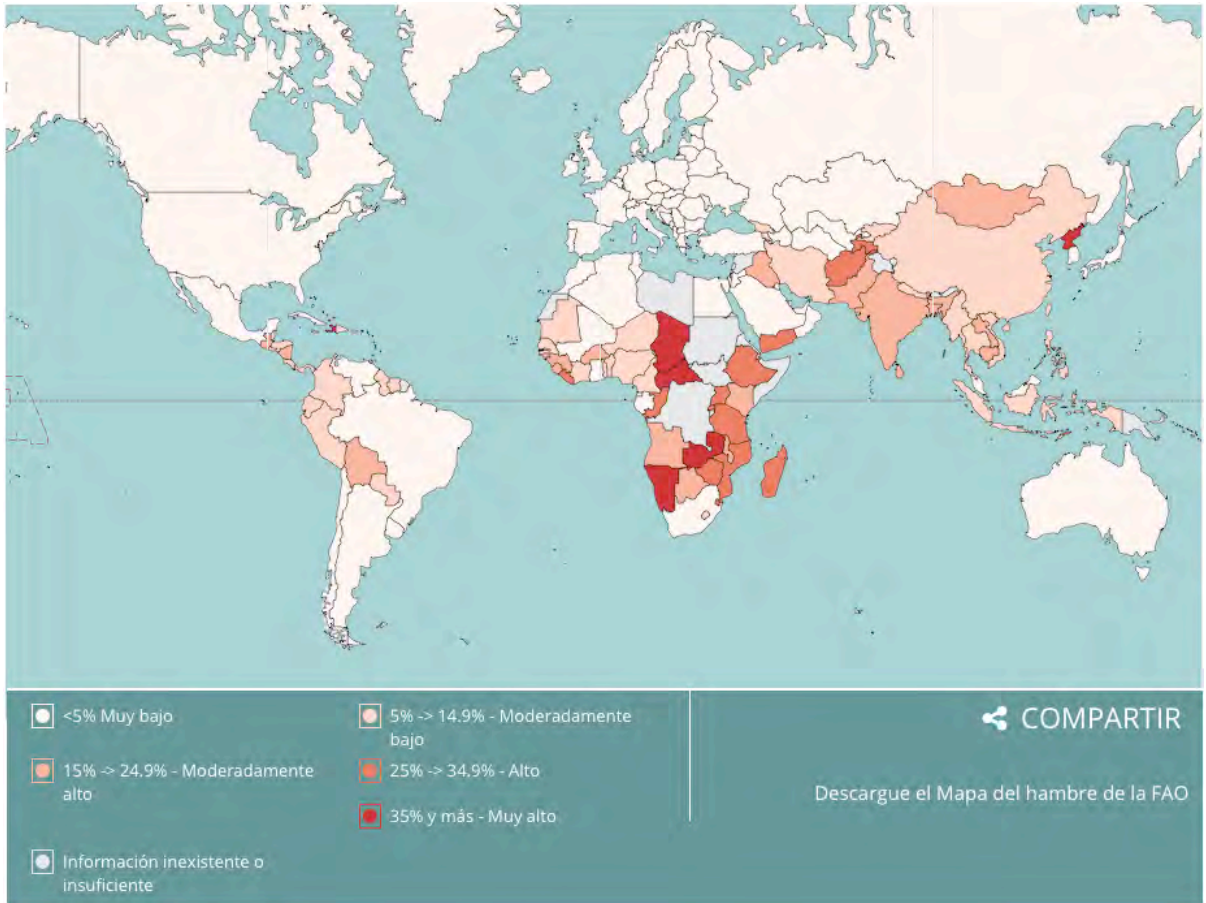 <5% Muy bajo
5% -> 14.9% - Moderadamente
bajo
15% -> 24.9% - Moderadamente
alto
25% -> 34.9% - Alto
35% y más - Muy alto
Información inexistente o
insuficiente
COMPARTIR
Descargue el Mapa del hambre de la FAO